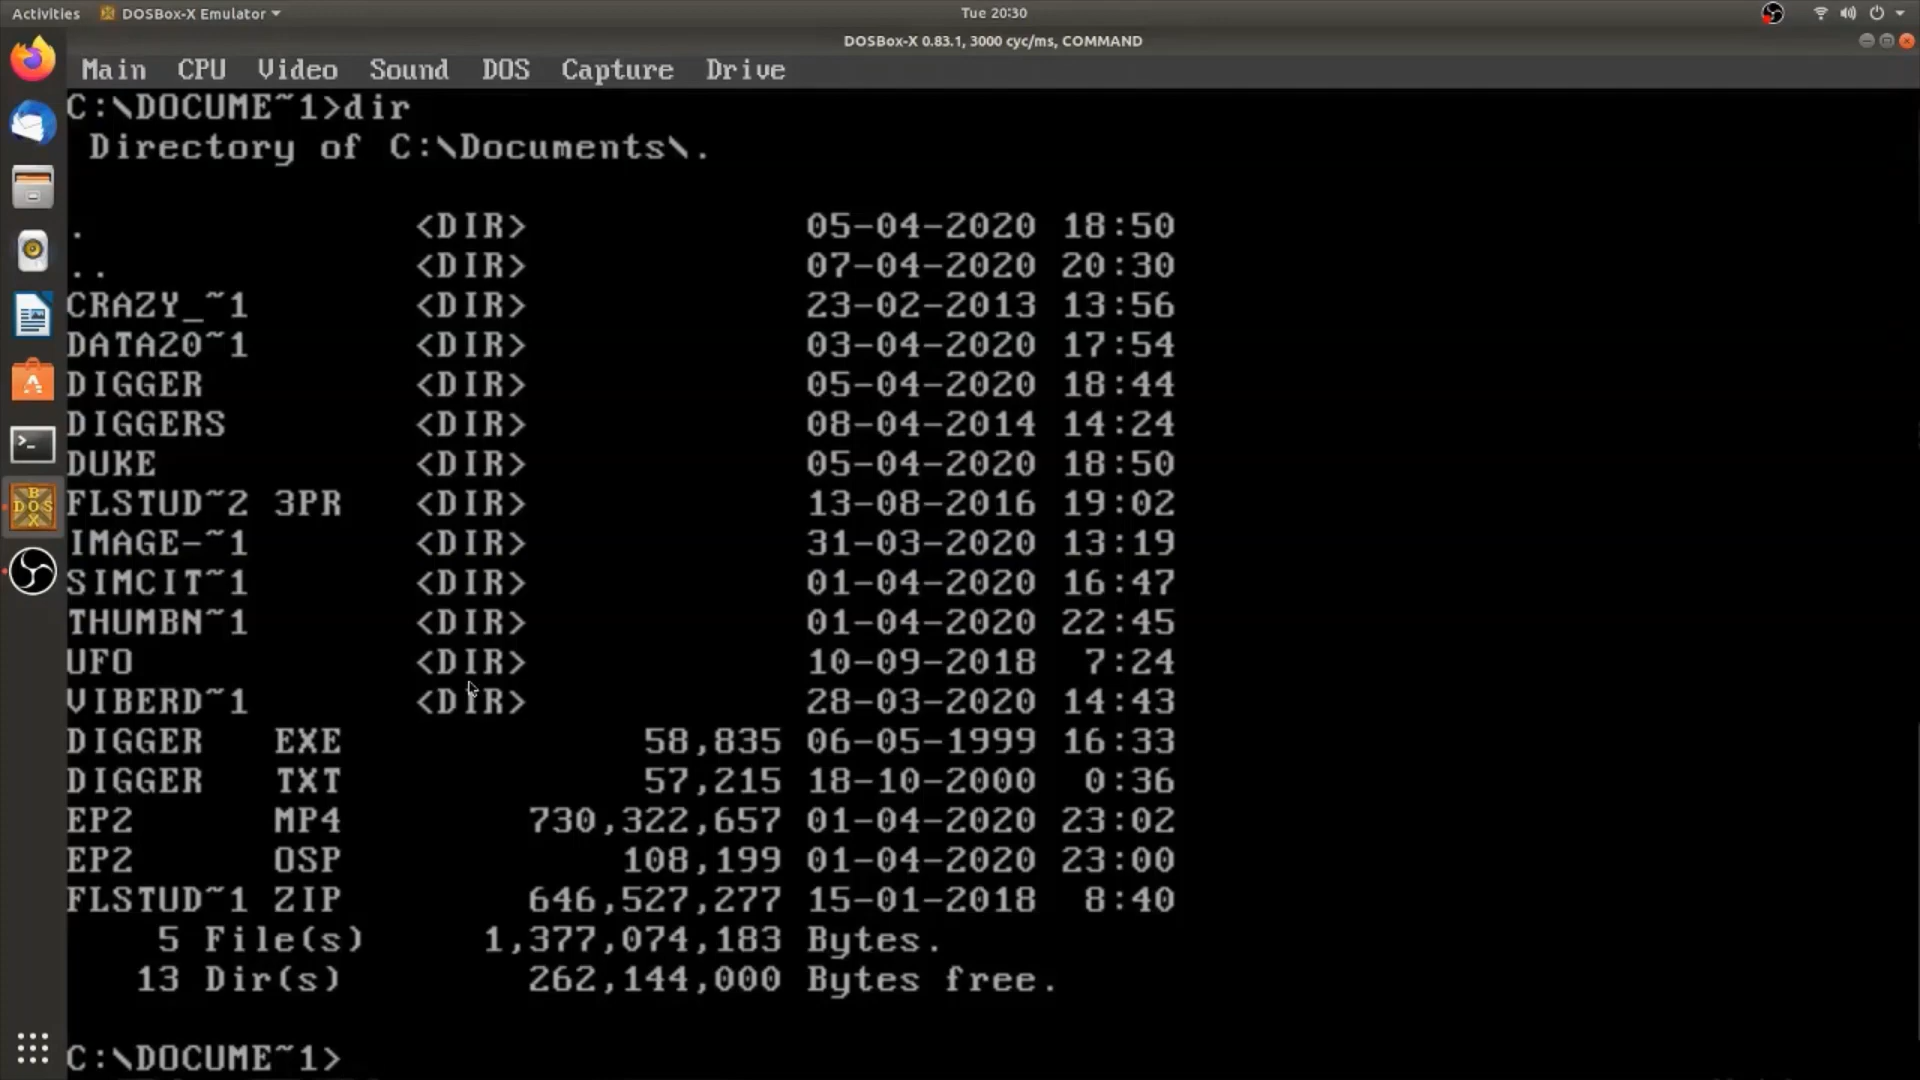 Activities DOSBox-X Emulator Tue 20:30
DOSBox-X 0.83.1, 3000 cyc/ms, COMMAND
Main CPU Video Sound DOS Capture Drive
C:\DOCUME~1>dir
Directory of C:\Documents\.
. <DIR> 05-04-2020 18:50
.. <DIR> 07-04-2020 20:30
CRAZY_~1 <DIR> 23-02-2013 13:56
DATA20~1 <DIR> 03-04-2020 17:54
DIGGER <DIR> 05-04-2020 18:44
DIGGERS <DIR> 08-04-2014 14:24
DUKE <DIR> 05-04-2020 18:50
FLSTUD~2 3PR <DIR> 13-08-2016 19:02
IMAGE-~1 <DIR> 31-03-2020 13:19
SIMCIT~1 <DIR> 01-04-2020 16:47
THUMBN~1 <DIR> 01-04-2020 22:45
UFO <DIR> 10-09-2018 7:24
VIBERD~1 <DIR> 28-03-2020 14:43
DIGGER EXE 58,835 06-05-1999 16:33
DIGGER TXT 57,215 18-10-2000 0:36
EP2 MP4 730,322,657 01-04-2020 23:02
EP2 OSP 108,199 01-04-2020 23:00
FLSTUD~1 ZIP 646,527,277 15-01-2018 8:40
5 File(s) 1,377,074,183 Bytes.
13 Dir(s) 262,144,000 Bytes free.
C:\DOCUME~1>
BOX
DOS